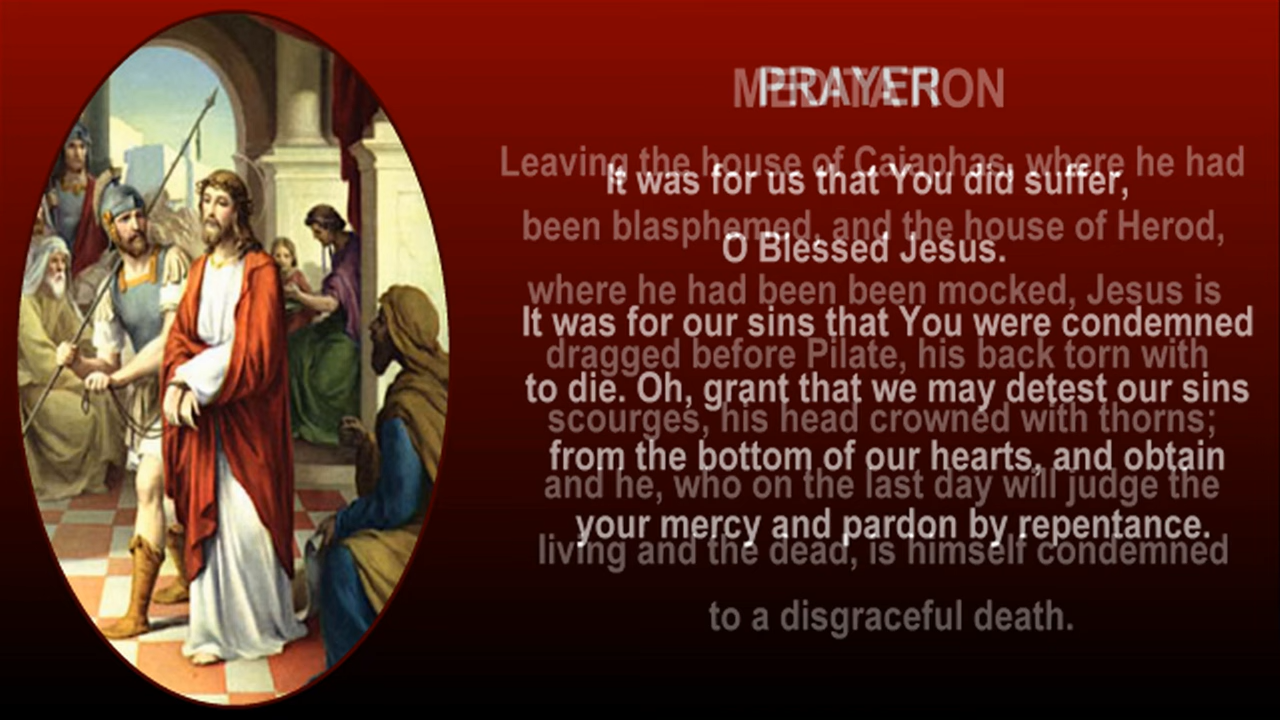 MEDITATION
Leaving the house of Caiaphas, where he had
been blasphemed, and the house of Herod,
where he had been been mocked, Jesus is
dragged before Pilate, his back torn with
scourges, his head crowned with thorns;
and he, who on the last day will judge the
living and the dead, is himself condemned
to a disgraceful death.
PRAYER
It was for us that You did suffer,
O Blessed Jesus.
It was for our sins that You were condemned
to die. Oh, grant that we may detest our sins
from the bottom of our hearts, and obtain
your mercy and pardon by repentance.